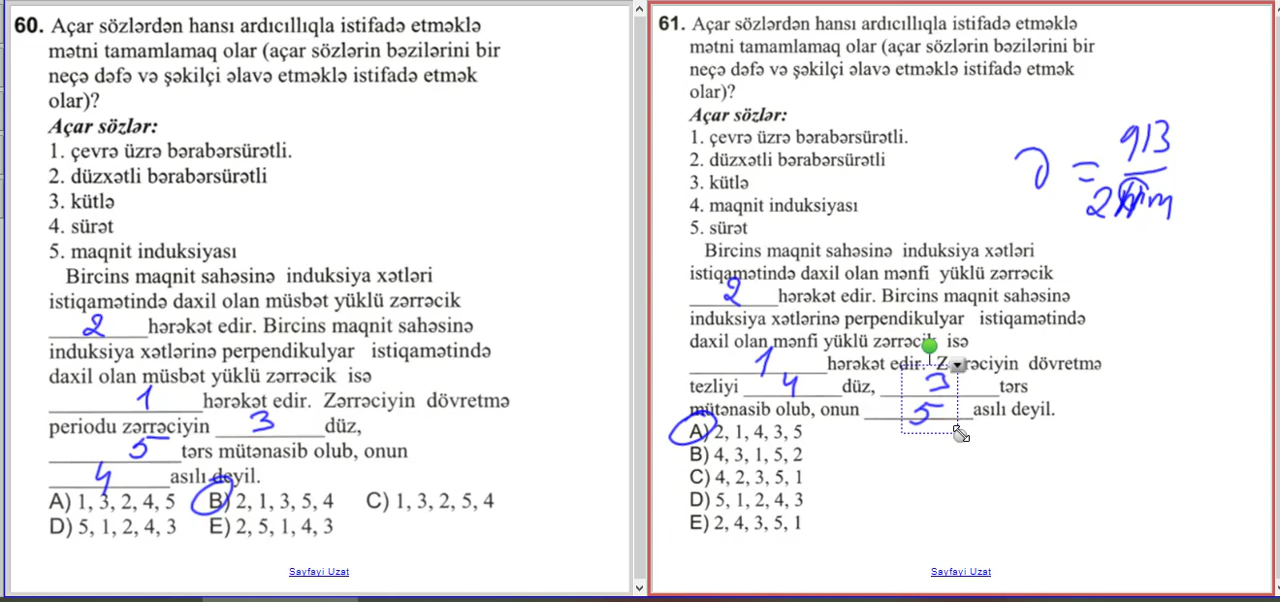 60. Açar sözlərdən hansı ardıcıllıqla istifadə etməklə
mətni tamamlamaq olar (açar sözlərin bəzilərini bir
neçə dəfə və şəkilçi əlavə etməklə istifadə etmək
olar)?
Açar sözlər:
1. çevrə üzrə bərabərsürətli.
2. düzxətli bərabərsürətli
3. kütlə
4. sürət
5. maqnit induksiyası
Bircins maqnit sahəsinə induksiya xətləri
istiqamətində daxil olan müsbət yüklü zərrəcik
2 hərəkət edir. Bircins maqnit sahəsinə
induksiya xətlərinə perpendikulyar istiqamətində
daxil olan müsbət yüklü zərrəcik isə
1 hərəkət edir. Zərrəciyin dövretmə
periodu zərrəciyin 3 düz,
5 tərs mütənasib olub, onun
4 asılı deyil.
A) 1, 3, 2, 4, 5 B) 2, 1, 3, 5, 4 C) 1, 3, 2, 5, 4
D) 5, 1, 2, 4, 3 E) 2, 5, 1, 4, 3
Sayfayi Uzat
61. Açar sözlərdən hansı ardıcıllıqla istifadə etməklə
mətni tamamlamaq olar (açar sözlərin bəzilərini bir
neçə dəfə və şəkilçi əlavə etməklə istifadə etmək
olar)?
Açar sözlər:
1. çevrə üzrə bərabərsürətli.
2. düzxətli bərabərsürətli
3. kütlə
4. maqnit induksiyası
5. sürət
Bircins maqnit sahəsinə induksiya xətləri
istiqamətində daxil olan mənfi yüklü zərrəcik
2 hərəkət edir. Bircins maqnit sahəsinə
induksiya xətlərinə perpendikulyar istiqamətində
daxil olan mənfi yüklü zərrəcik isə
1 hərəkət edir. Zərrəciyin dövretmə
tezliyi 4 düz, 3 tərs
mütənasib olub, onun 5 asılı deyil.
A) 2, 1, 4, 3, 5
B) 4, 3, 1, 5, 2
C) 4, 2, 3, 5, 1
D) 5, 1, 2, 4, 3
E) 2, 4, 3, 5, 1
Sayfayi Uzat